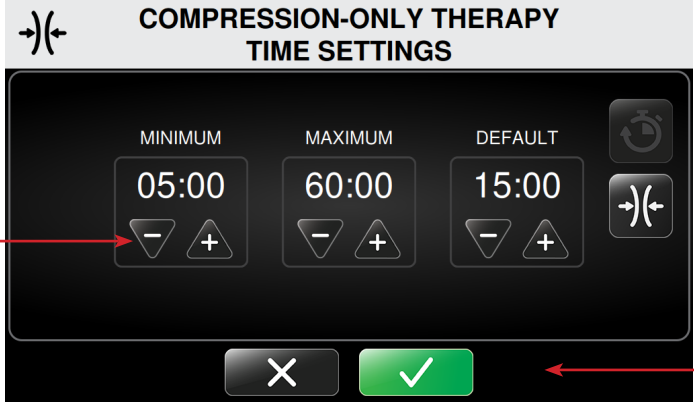 COMPRESSION-ONLY THERAPY
TIME SETTINGS
MINIMUM MAXIMUM DEFAULT
05:00 60:00 15:00
− + − + − +